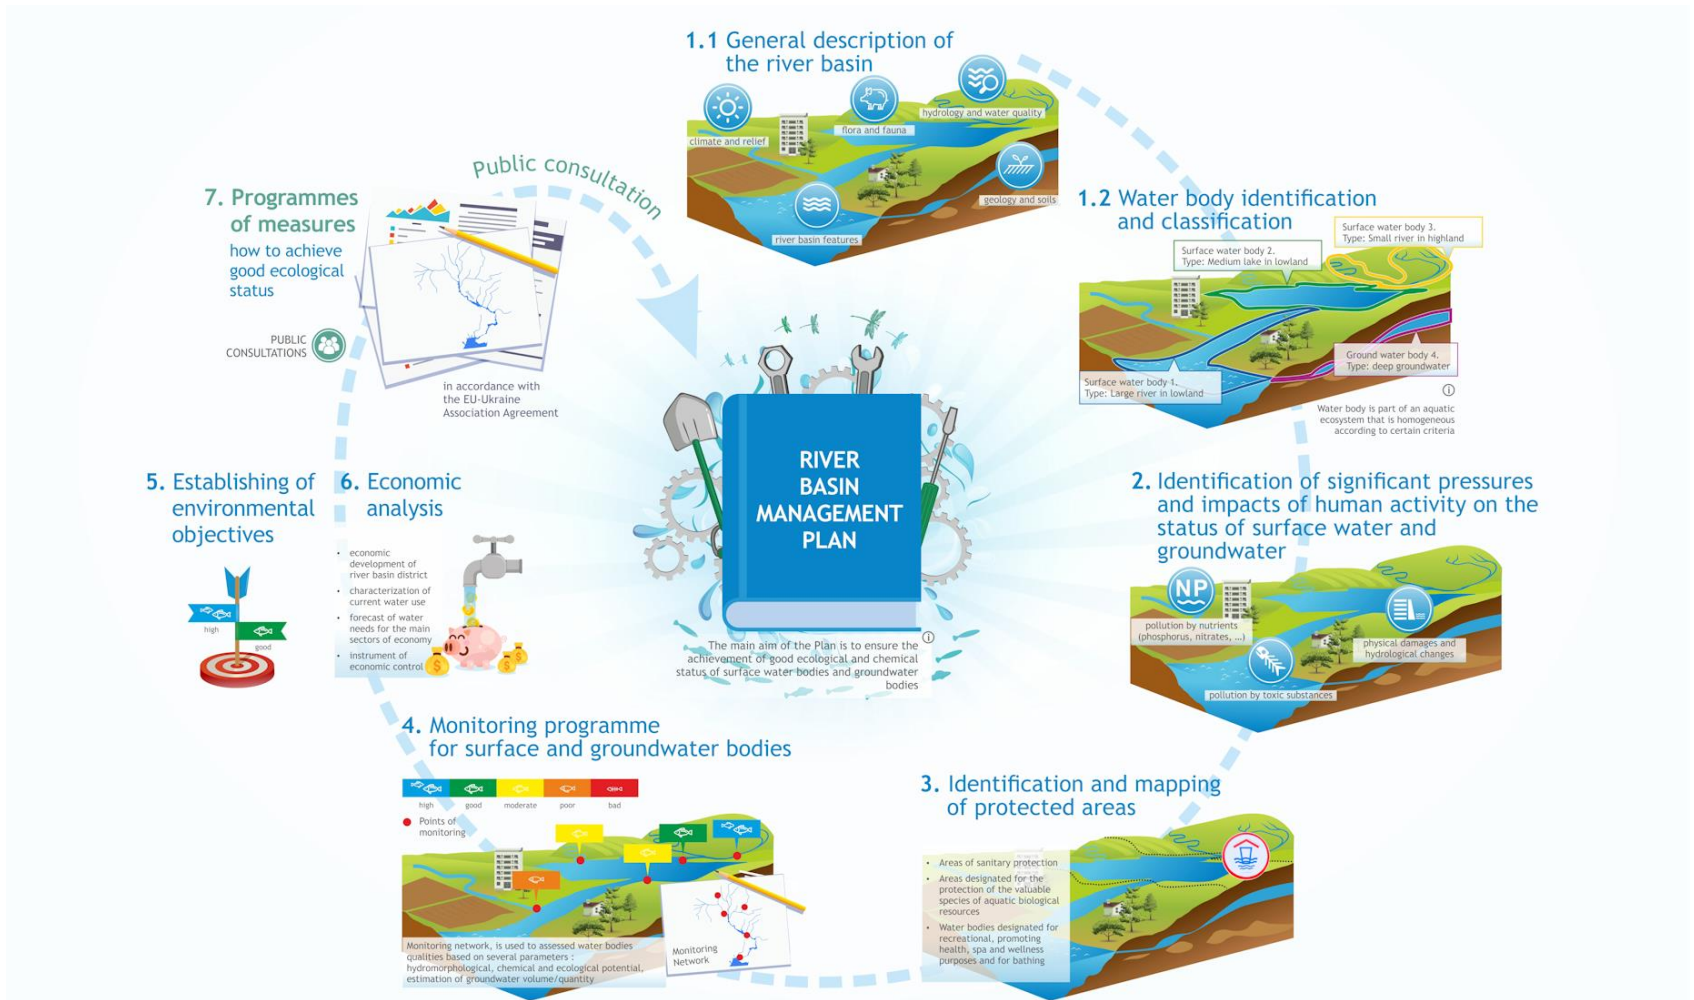 1.1 General description of
the river basin
climate and relief
flora and fauna
hydrology and water quality
geology and soils
river basin features
1.2 Water body identification
and classification
Surface water body 3.
Type: Small river in highland
Surface water body 2.
Type: Medium lake in lowland
Ground water body 4.
Type: deep groundwater
Surface water body 1.
Type: Large river in lowland
Water body is part of an aquatic
ecosystem that is homogeneous
according to certain criteria
2. Identification of significant pressures
and impacts of human activity on the
status of surface water and
groundwater
NP
pollution by nutrients
(phosphorus, nitrates, ...)
physical damages and
hydrological changes
pollution by toxic substances
3. Identification and mapping
of protected areas
• Areas of sanitary protection
• Areas designated for the
protection of the valuable
species of aquatic biological
resources
• Water bodies designated for
recreational, promoting
health, spa and wellness
purposes and for bathing
4. Monitoring programme
for surface and groundwater bodies
high good moderate poor bad
Points of
monitoring
Monitoring
Network
Monitoring network, is used to assessed water bodies
qualities based on several parameters :
hydromorphological, chemical and ecological potential,
estimation of groundwater volume/quantity
5. Establishing of
environmental
objectives
high
good
6. Economic
analysis
• economic
development of
river basin district
• characterization of
current water use
• forecast of water
needs for the main
sectors of economy
• instrument of
economic control
7. Programmes
of measures
how to achieve
good ecological
status
PUBLIC
CONSULTATIONS
in accordance with
the EU-Ukraine
Association Agreement
Public consultation
RIVER
BASIN
MANAGEMENT
PLAN
The main aim of the Plan is to ensure the
achievement of good ecological and chemical
status of surface water bodies and groundwater
bodies